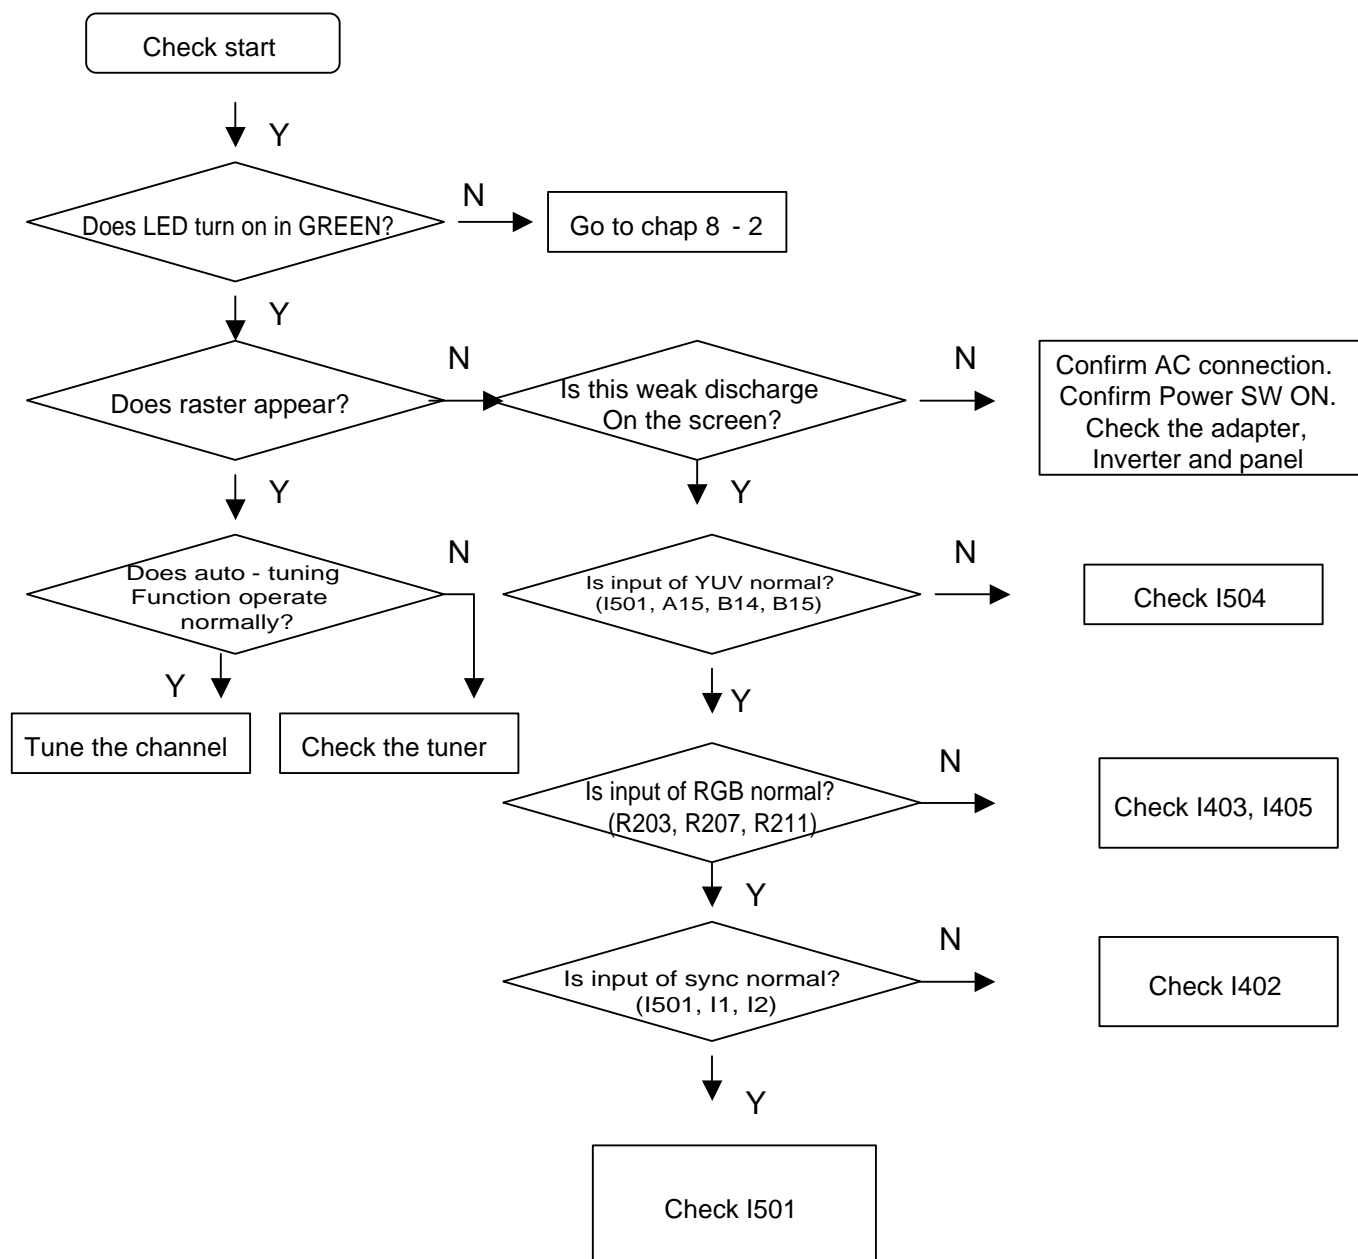 Check start
Y
Does LED turn on in GREEN?
N
Go to chap 8 - 2
Y
Does raster appear?
N
Is this weak discharge
On the screen?
N
Confirm AC connection.
Confirm Power SW ON.
Check the adapter,
Inverter and panel
Y
Y
Does auto - tuning
Function operate
normally?
N
Is input of YUV normal?
(I501, A15, B14, B15)
N
Check I504
Y
Y
Tune the channel
Check the tuner
Is input of RGB normal?
(R203, R207, R211)
N
Check I403, I405
Y
Is input of sync normal?
(I501, I1, I2)
N
Check I402
Y
Check I501